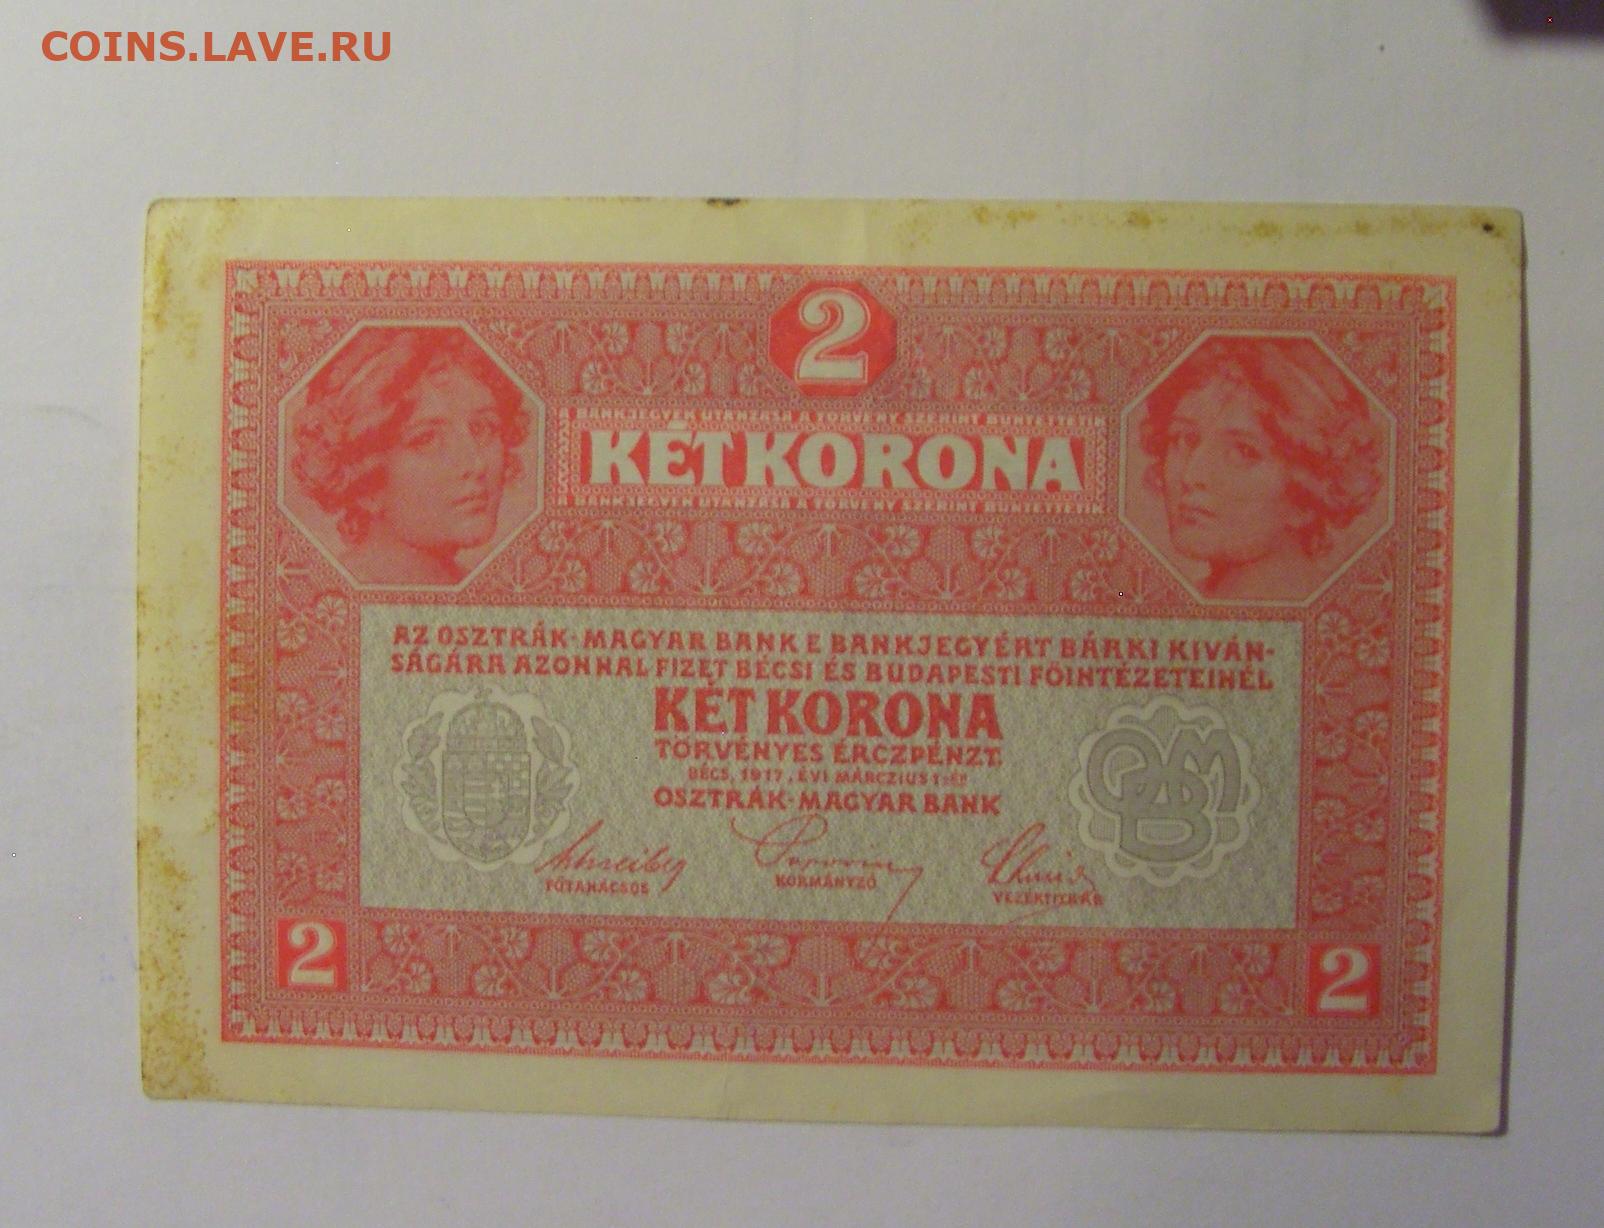 COINS.LAVE.RU
2
A BANKJEGYEK UTÁNZÁSA A TÖRVÉNY SZERINT BÜNTETTETIK
KÉT KORONA
A BANKJEGYEK UTÁNZÁSA A TÖRVÉNY SZERINT BÜNTETTETIK
AZ OSZTRÁK-MAGYAR BANK E BANKJEGYÉRT BÁRKI KIVÁN-
SÁGÁRA AZONNAL FIZET BÉCSI ÉS BUDAPESTI FŐINTÉZETEINÉL
KÉT KORONA
TÖRVÉNYES ÉRCZPÉNZT.
BÉCS, 1917. ÉVI MÁRCZIUS 1-ÉN
OSZTRÁK-MAGYAR BANK
FŐTANÁCSOS KORMÁNYZÓ VEZÉRTITKÁR
2 2